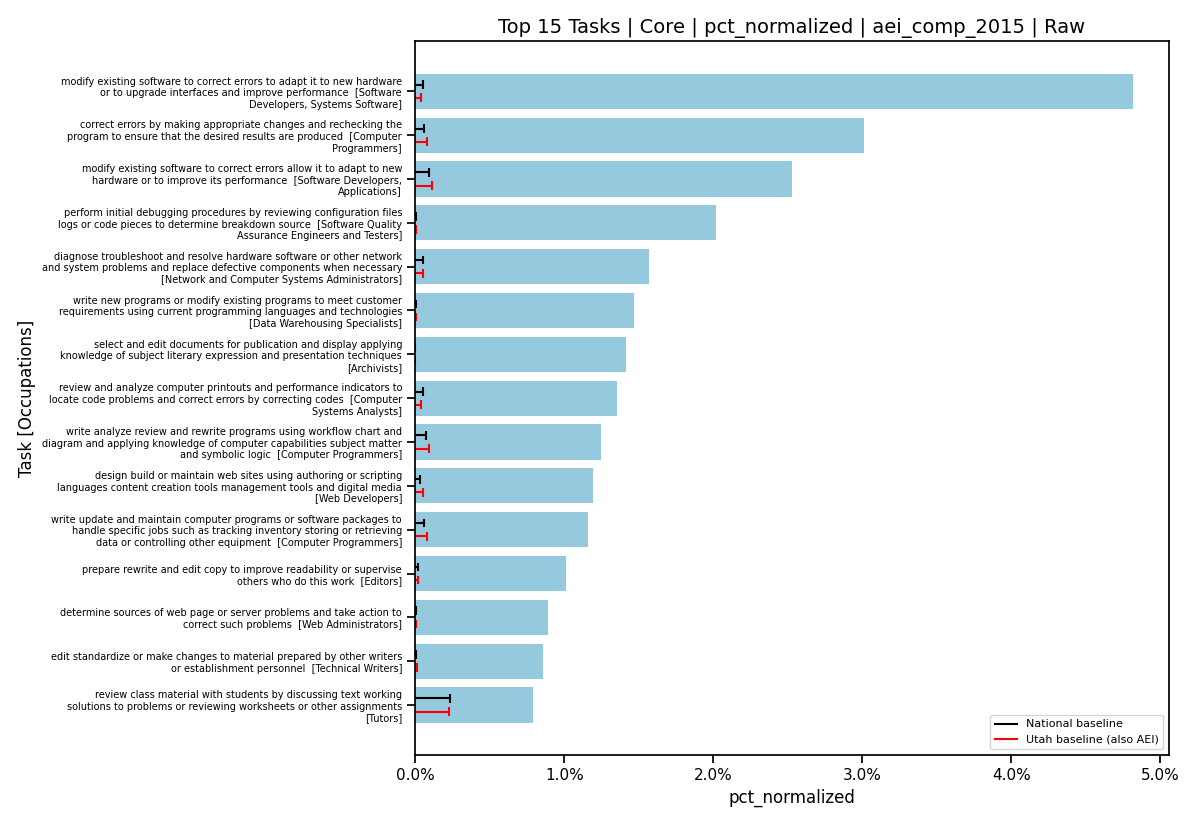 Top 15 Tasks | Core | pct_normalized | aei_comp_2015 | Raw
modify existing software to correct errors to adapt it to new hardware
or to upgrade interfaces and improve performance  [Software
Developers, Systems Software]
correct errors by making appropriate changes and rechecking the
program to ensure that the desired results are produced  [Computer
Programmers]
modify existing software to correct errors allow it to adapt to new
hardware or to improve its performance  [Software Developers,
Applications]
perform initial debugging procedures by reviewing configuration files
logs or code pieces to determine breakdown source  [Software Quality
Assurance Engineers and Testers]
diagnose troubleshoot and resolve hardware software or other network
and system problems and replace defective components when necessary
[Network and Computer Systems Administrators]
write new programs or modify existing programs to meet customer
requirements using current programming languages and technologies
[Data Warehousing Specialists]
select and edit documents for publication and display applying
knowledge of subject literary expression and presentation techniques
[Archivists]
review and analyze computer printouts and performance indicators to
locate code problems and correct errors by correcting codes  [Computer
Systems Analysts]
write analyze review and rewrite programs using workflow chart and
diagram and applying knowledge of computer capabilities subject matter
and symbolic logic  [Computer Programmers]
design build or maintain web sites using authoring or scripting
languages content creation tools management tools and digital media
[Web Developers]
write update and maintain computer programs or software packages to
handle specific jobs such as tracking inventory storing or retrieving
data or controlling other equipment  [Computer Programmers]
prepare rewrite and edit copy to improve readability or supervise
others who do this work  [Editors]
determine sources of web page or server problems and take action to
correct such problems  [Web Administrators]
edit standardize or make changes to material prepared by other writers
or establishment personnel  [Technical Writers]
review class material with students by discussing text working
solutions to problems or reviewing worksheets or other assignments
[Tutors]
Task [Occupations]
National baseline
Utah baseline (also AEI)
0.0% 1.0% 2.0% 3.0% 4.0% 5.0%
pct_normalized